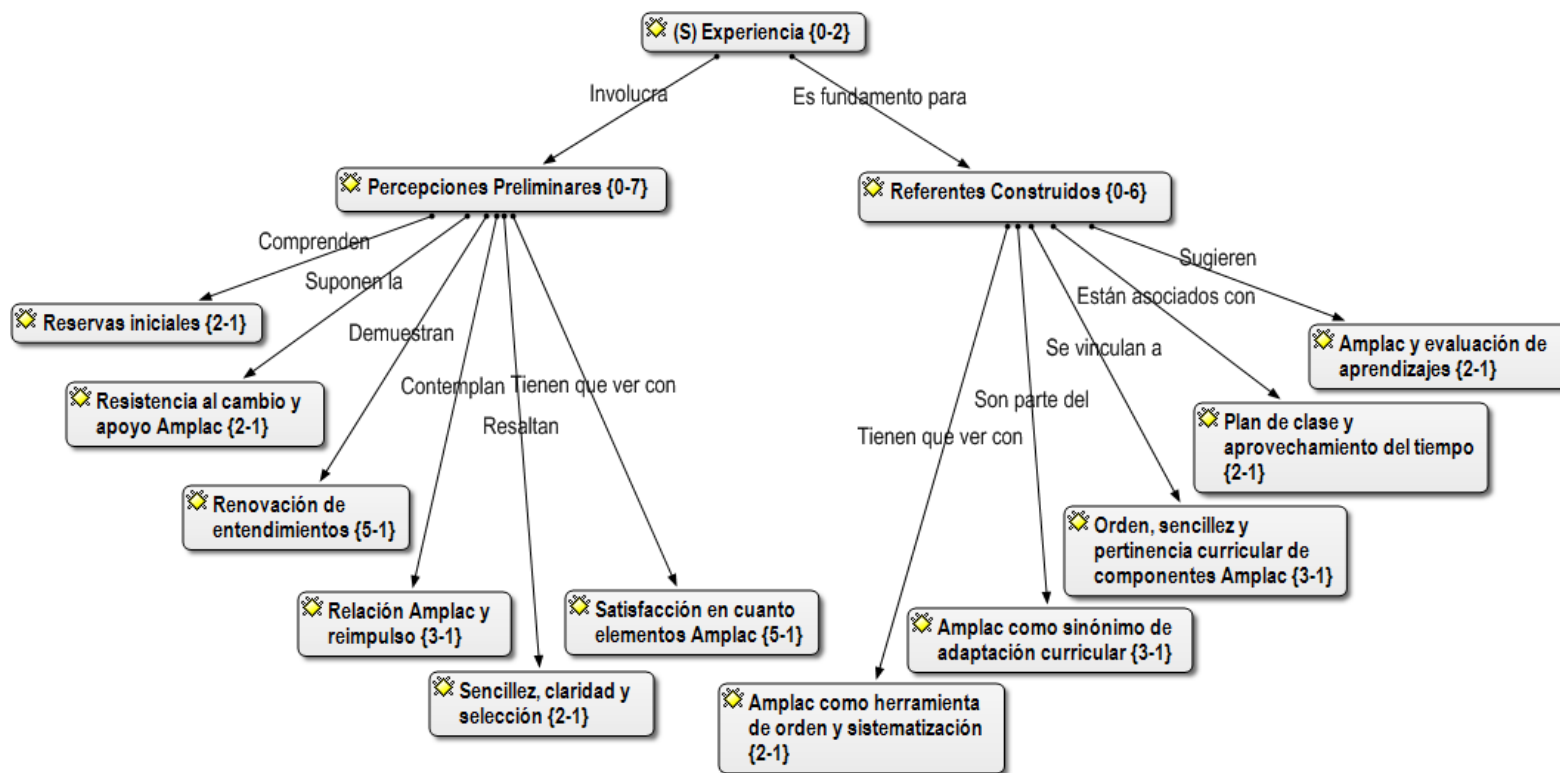 (S) Experiencia {0-2}
Involucra
Es fundamento para
Percepciones Preliminares {0-7}
Referentes Construidos {0-6}
Comprenden
Suponen la
Demuestran
Contemplan
Tienen que ver con
Resaltan
Sugieren
Están asociados con
Se vinculan a
Son parte del
Tienen que ver con
Reservas iniciales {2-1}
Resistencia al cambio y
apoyo Amplac {2-1}
Renovación de
entendimientos {5-1}
Relación Amplac y
reimpulso {3-1}
Sencillez, claridad y
selección {2-1}
Satisfacción en cuanto
elementos Amplac {5-1}
Amplac y evaluación de
aprendizajes {2-1}
Plan de clase y
aprovechamiento del tiempo
{2-1}
Orden, sencillez y
pertinencia curricular de
componentes Amplac {3-1}
Amplac como sinónimo de
adaptación curricular {3-1}
Amplac como herramienta
de orden y sistematización
{2-1}